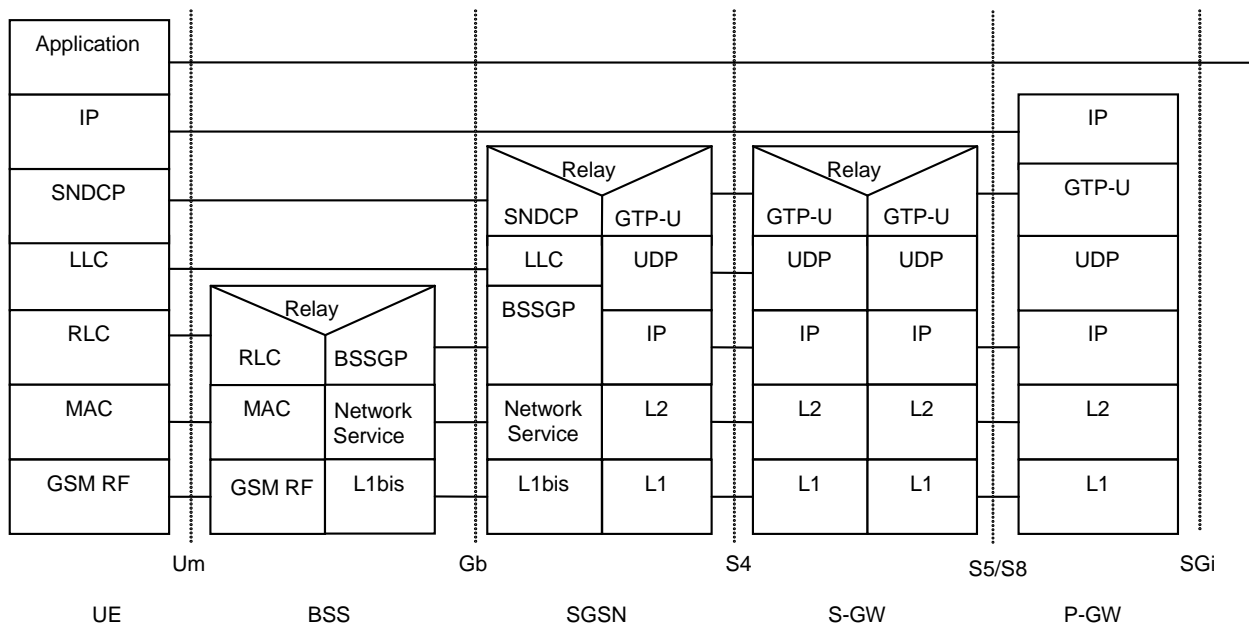 Application
IP
IP
Relay
Relay
SNDCP
GTP-U
SNDCP
GTP-U
GTP-U
GTP-U
LLC
LLC
UDP
UDP
UDP
UDP
Relay
BSSGP
RLC
IP
IP
IP
IP
RLC
BSSGP
MAC
MAC
Network
Service
Network
Service
L2
L2
L2
L2
GSM RF
GSM RF
L1bis
L1bis
L1
L1
L1
L1
Um
Gb
S4
S5/S8
SGi
UE
BSS
SGSN
S-GW
P-GW